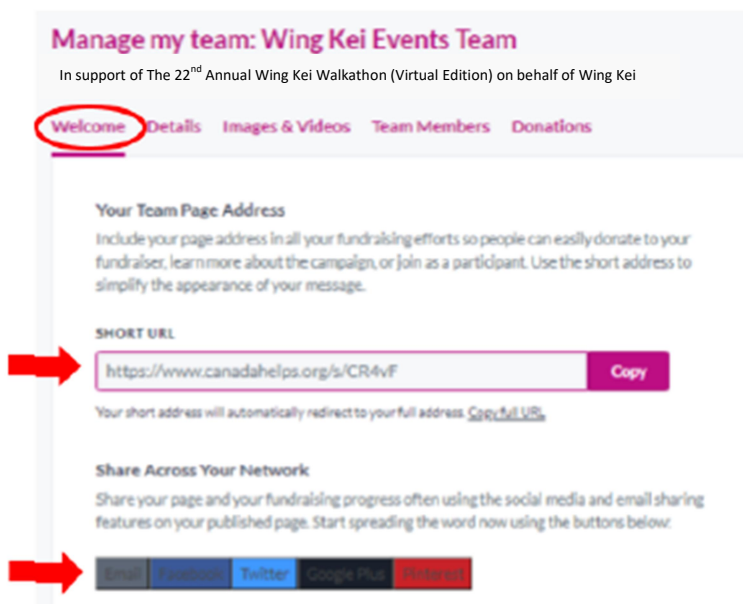 Manage my team: Wing Kei Events Team
In support of The 22nd Annual Wing Kei Walkathon (Virtual Edition) on behalf of Wing Kei
Welcome Details Images & Videos Team Members Donations
Your Team Page Address
Include your page address in all your fundraising efforts so people can easily donate to your
fundraiser, learn more about the campaign, or join as a participant. Use the short address to
simplify the appearance of your message.
SHORT URL
https://www.canadahelps.org/s/CR4vF Copy
Your short address will automatically redirect to your full address. Copy full URL
Share Across Your Network
Share your page and your fundraising progress often using the social media and email sharing
features on your published page. Start spreading the word now using the buttons below:
Email Facebook Twitter Google Plus Pinterest